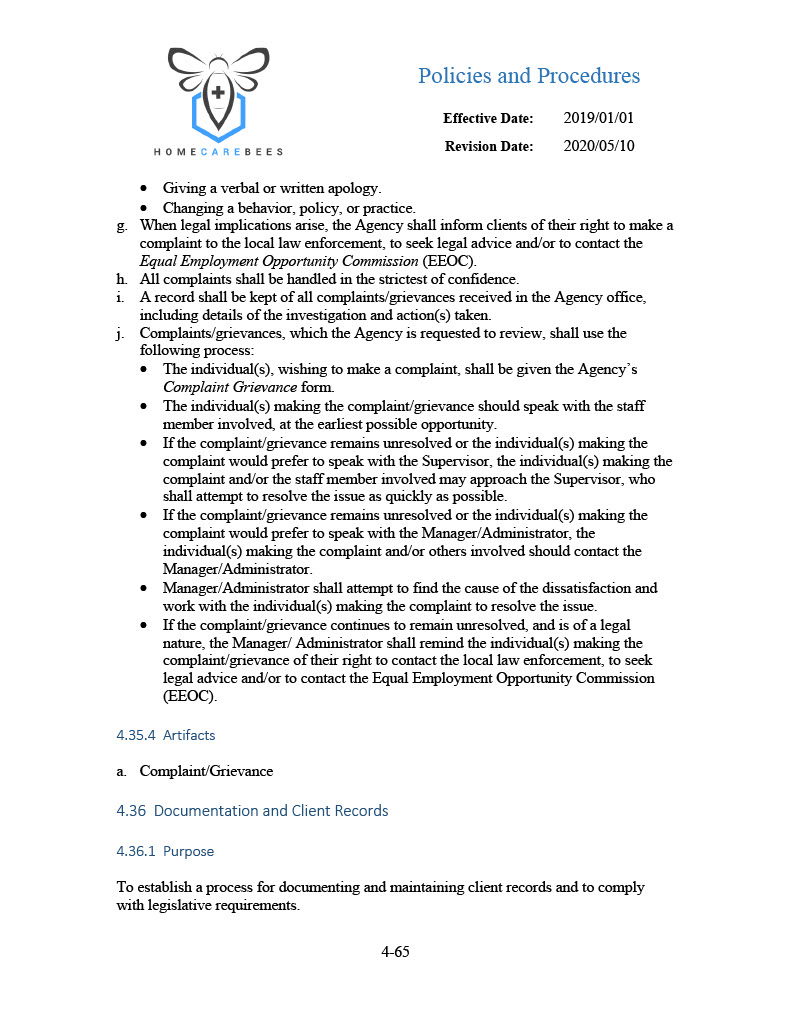 Policies and Procedures
Effective Date: 2019/01/01
Revision Date: 2020/05/10
HOMECAREBEES
• Giving a verbal or written apology.
• Changing a behavior, policy, or practice.
g. When legal implications arise, the Agency shall inform clients of their right to make a
complaint to the local law enforcement, to seek legal advice and/or to contact the
Equal Employment Opportunity Commission (EEOC).
h. All complaints shall be handled in the strictest of confidence.
i. A record shall be kept of all complaints/grievances received in the Agency office,
including details of the investigation and action(s) taken.
j. Complaints/grievances, which the Agency is requested to review, shall use the
following process:
• The individual(s), wishing to make a complaint, shall be given the Agency's
Complaint Grievance form.
• The individual(s) making the complaint/grievance should speak with the staff
member involved, at the earliest possible opportunity.
• If the complaint/grievance remains unresolved or the individual(s) making the
complaint would prefer to speak with the Supervisor, the individual(s) making the
complaint and/or the staff member involved may approach the Supervisor, who
shall attempt to resolve the issue as quickly as possible.
• If the complaint/grievance remains unresolved or the individual(s) making the
complaint would prefer to speak with the Manager/Administrator, the
individual(s) making the complaint and/or others involved should contact the
Manager/Administrator.
• Manager/Administrator shall attempt to find the cause of the dissatisfaction and
work with the individual(s) making the complaint to resolve the issue.
• If the complaint/grievance continues to remain unresolved, and is of a legal
nature, the Manager/ Administrator shall remind the individual(s) making the
complaint/grievance of their right to contact the local law enforcement, to seek
legal advice and/or to contact the Equal Employment Opportunity Commission
(EEOC).
4.35.4 Artifacts
a. Complaint/Grievance
4.36 Documentation and Client Records
4.36.1 Purpose
To establish a process for documenting and maintaining client records and to comply
with legislative requirements.
4-65